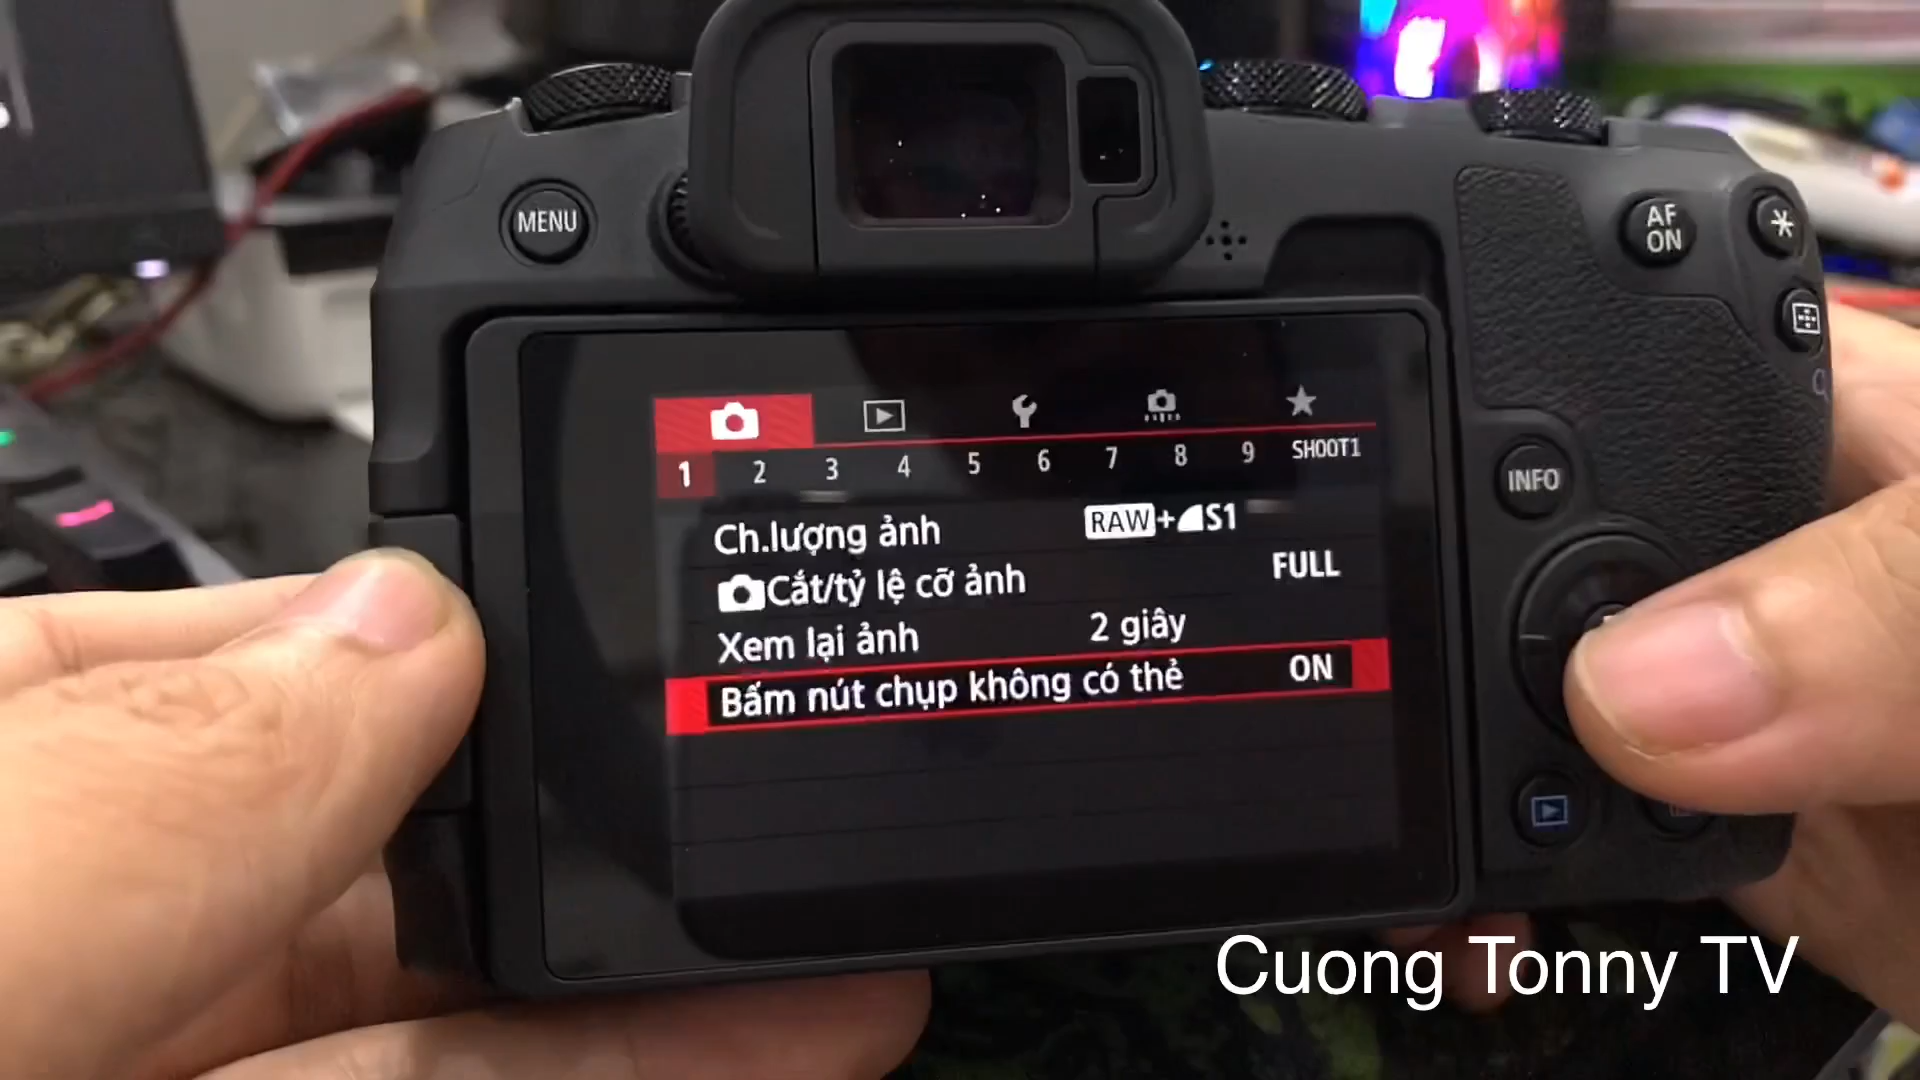 MENU
AF
ON
1 2 3 4 5 6 7 8 9 SHOOT1
Ch.lượng ảnh RAW+S1
Cắt/tỷ lệ cỡ ảnh FULL
Xem lại ảnh 2 giây
Bấm nút chụp không có thẻ ON
INFO
Q
Cuong Tonny TV